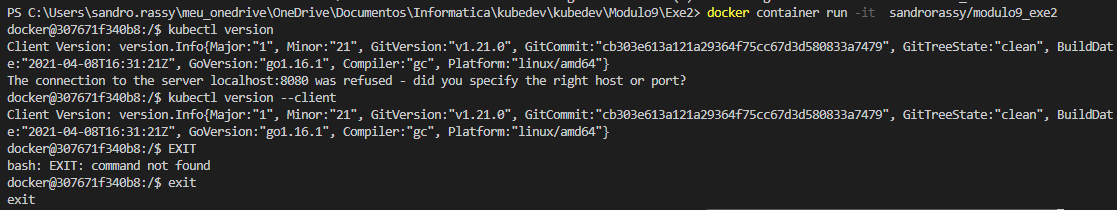 PS C:\Users\sandro.rassy\meu_onedrive\OneDrive\Documentos\Informatica\kubedev\kubedev\Modulo9\Exe2> docker container run -it  sandrorassy/modulo9_exe2
docker@307671f340b8:/$ kubectl version
Client Version: version.Info{Major:"1", Minor:"21", GitVersion:"v1.21.0", GitCommit:"cb303e613a121a29364f75cc67d3d580833a7479", GitTreeState:"clean", BuildDat
e:"2021-04-08T16:31:21Z", GoVersion:"go1.16.1", Compiler:"gc", Platform:"linux/amd64"}
The connection to the server localhost:8080 was refused - did you specify the right host or port?
docker@307671f340b8:/$ kubectl version --client
Client Version: version.Info{Major:"1", Minor:"21", GitVersion:"v1.21.0", GitCommit:"cb303e613a121a29364f75cc67d3d580833a7479", GitTreeState:"clean", BuildDat
e:"2021-04-08T16:31:21Z", GoVersion:"go1.16.1", Compiler:"gc", Platform:"linux/amd64"}
docker@307671f340b8:/$ EXIT
bash: EXIT: command not found
docker@307671f340b8:/$ exit
exit